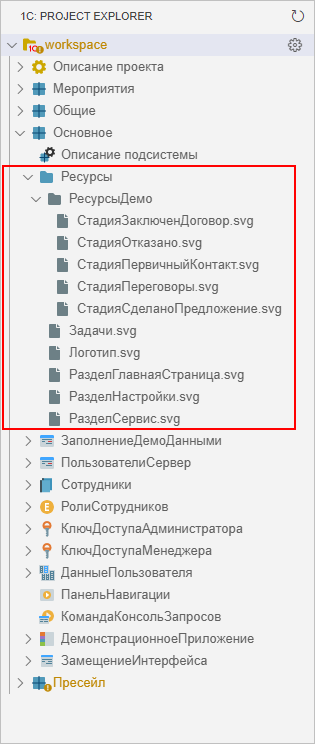 1C: PROJECT EXPLORER
workspace
Описание проекта
Мероприятия
Общие
Основное
Описание подсистемы
Ресурсы
РесурсыДемо
СтадияЗаключенДоговор.svg
СтадияОтказано.svg
СтадияПервичныйКонтакт.svg
СтадияПереговоры.svg
СтадияСделаноПредложение.svg
Задачи.svg
Логотип.svg
РазделГлавнаяСтраница.svg
РазделНастройки.svg
РазделСервис.svg
ЗаполнениеДемоДанными
ПользователиСервер
Сотрудники
РолиСотрудников
КлючДоступаАдминистратора
КлючДоступаМенеджера
ДанныеПользователя
ПанельНавигации
КомандаКонсольЗапросов
ДемонстрационноеПриложение
ЗамещениеИнтерфейса
Пресейл